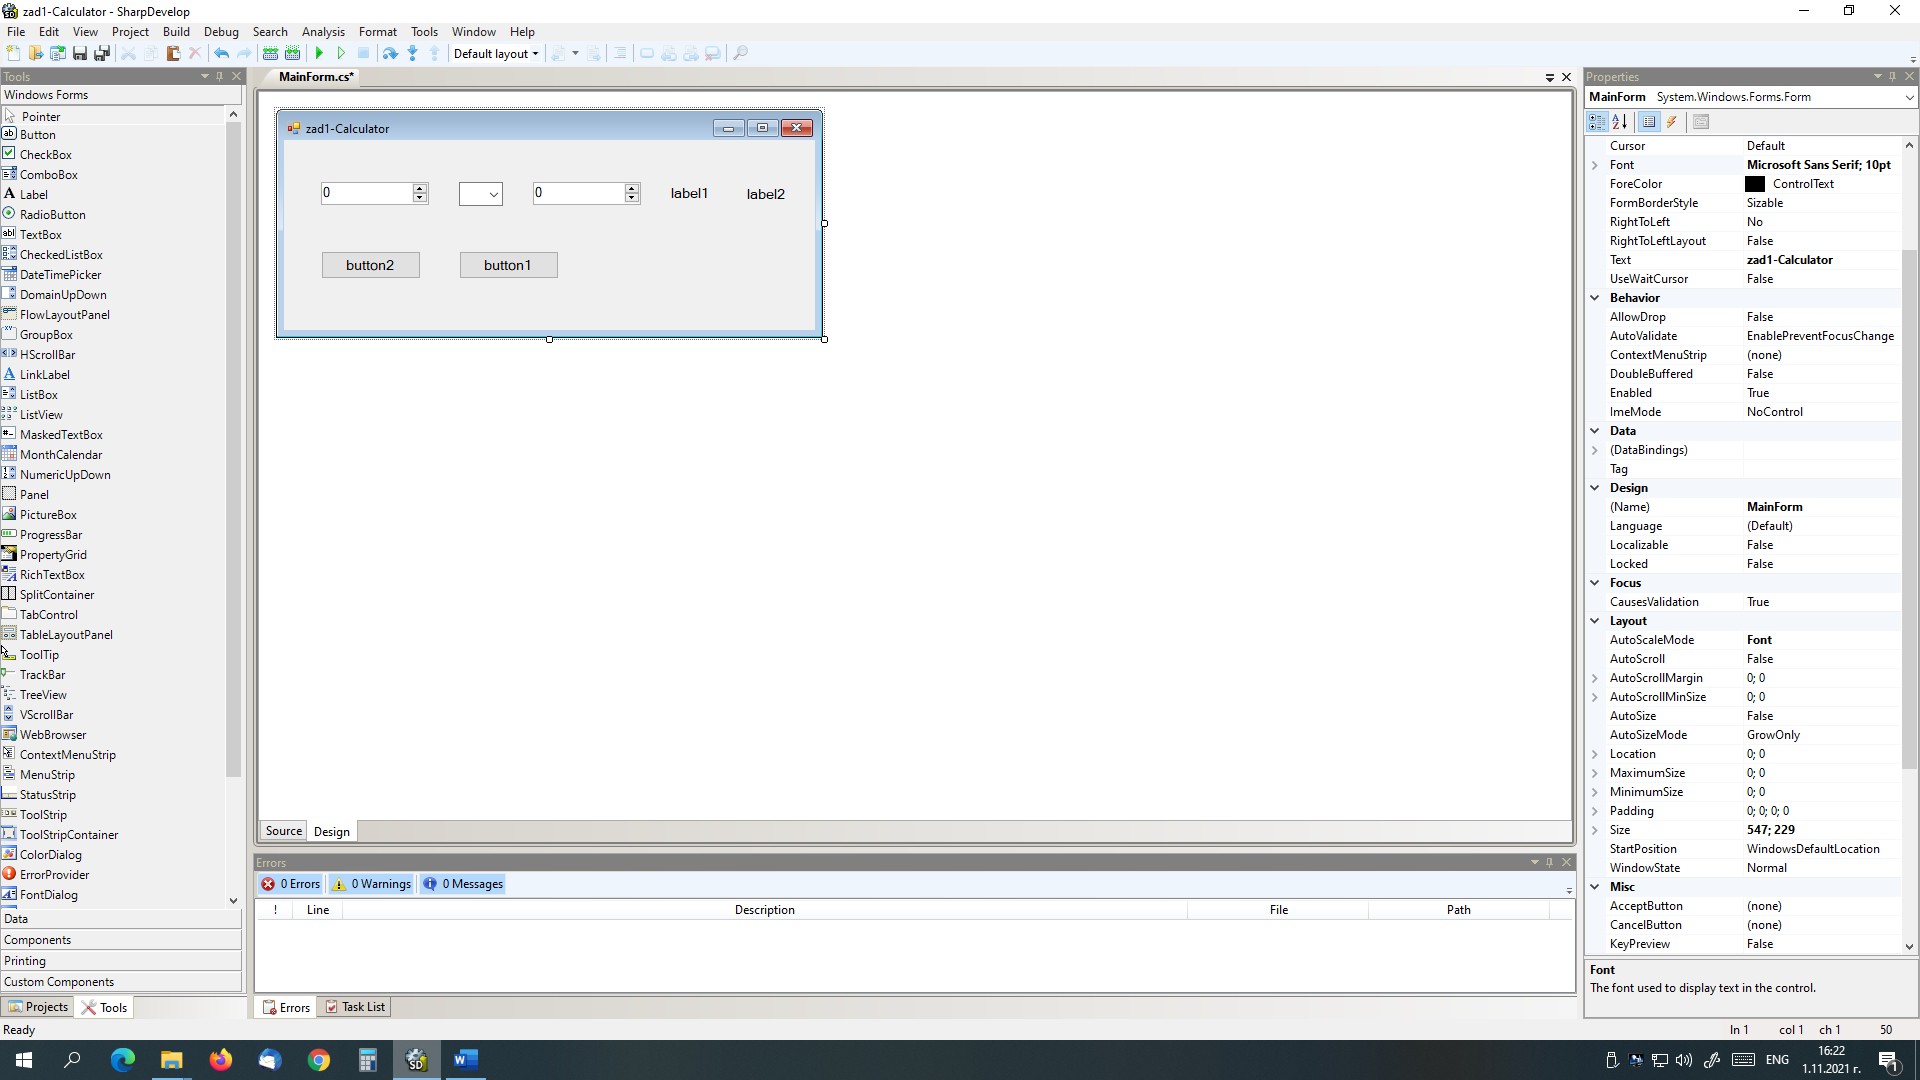 zad1-Calculator - SharpDevelop
File Edit View Project Build Debug Search Analysis Format Tools Window Help
Default layout
Tools
Windows Forms
Pointer
Button
CheckBox
ComboBox
Label
RadioButton
TextBox
CheckedListBox
DateTimePicker
DomainUpDown
FlowLayoutPanel
GroupBox
HScrollBar
LinkLabel
ListBox
ListView
MaskedTextBox
MonthCalendar
NumericUpDown
Panel
PictureBox
ProgressBar
PropertyGrid
RichTextBox
SplitContainer
TabControl
TableLayoutPanel
ToolTip
TrackBar
TreeView
VScrollBar
WebBrowser
ContextMenuStrip
MenuStrip
StatusStrip
ToolStrip
ToolStripContainer
ColorDialog
ErrorProvider
FontDialog
Data
Components
Printing
Custom Components
Projects Tools
MainForm.cs*
zad1-Calculator
0 0 label1 label2
button2 button1
Source Design
Errors
0 Errors 0 Warnings 0 Messages
! Line Description File Path
Errors Task List
Properties
MainForm System.Windows.Forms.Form
Cursor Default
Font Microsoft Sans Serif; 10pt
ForeColor ControlText
FormBorderStyle Sizable
RightToLeft No
RightToLeftLayout False
Text zad1-Calculator
UseWaitCursor False
Behavior
AllowDrop False
AutoValidate EnablePreventFocusChange
ContextMenuStrip (none)
DoubleBuffered False
Enabled True
ImeMode NoControl
Data
(DataBindings)
Tag
Design
(Name) MainForm
Language (Default)
Localizable False
Locked False
Focus
CausesValidation True
Layout
AutoScaleMode Font
AutoScroll False
AutoScrollMargin 0; 0
AutoScrollMinSize 0; 0
AutoSize False
AutoSizeMode GrowOnly
Location 0; 0
MaximumSize 0; 0
MinimumSize 0; 0
Padding 0; 0; 0; 0
Size 547; 229
StartPosition WindowsDefaultLocation
WindowState Normal
Misc
AcceptButton (none)
CancelButton (none)
KeyPreview False
Font
The font used to display text in the control.
Ready
ln 1 col 1 ch 1 50
ENG
16:22
1.11.2021 г.
1